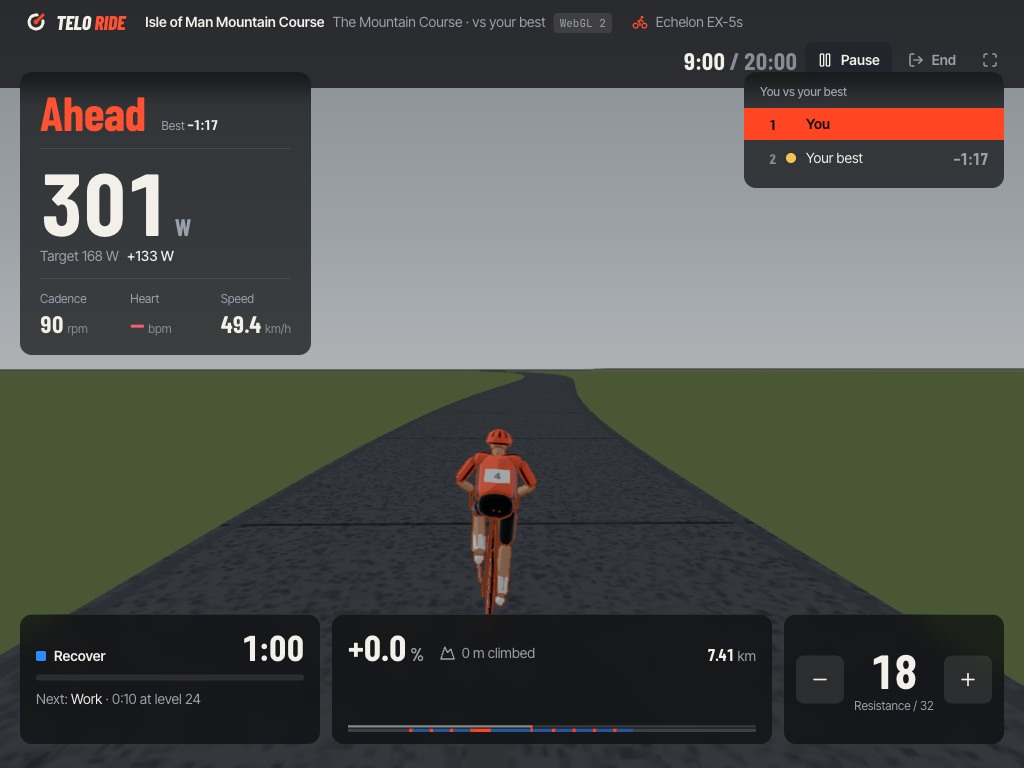 TELO RIDE Isle of Man Mountain Course The Mountain Course · vs your best WebGL 2 Echelon EX-5s
9:00 / 20:00 Pause End
Ahead Best −1:17
301 W
Target 168 W +133 W
Cadence Heart Speed
90 rpm – bpm 49.4 km/h
You vs your best
1 You
2 Your best −1:17
4
Recover 1:00
Next: Work · 0:10 at level 24
+0.0 % 0 m climbed 7.41 km
− 18 +
Resistance / 32